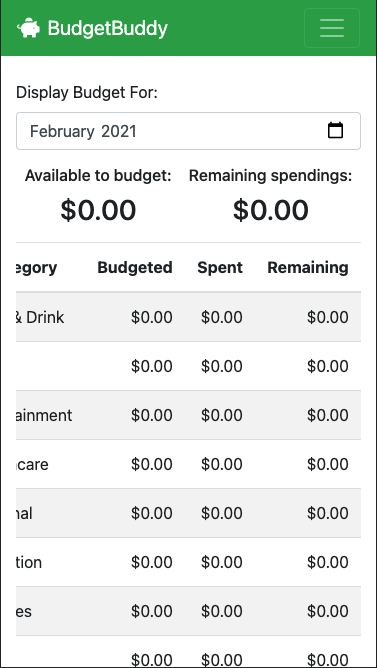 BudgetBuddy
Display Budget For:
February 2021
Available to budget: Remaining spendings:
$0.00 $0.00
egory Budgeted Spent Remaining
& Drink $0.00 $0.00 $0.00
$0.00 $0.00 $0.00
ainment $0.00 $0.00 $0.00
care $0.00 $0.00 $0.00
nal $0.00 $0.00 $0.00
tion $0.00 $0.00 $0.00
es $0.00 $0.00 $0.00
$0.00 $0.00 $0.00